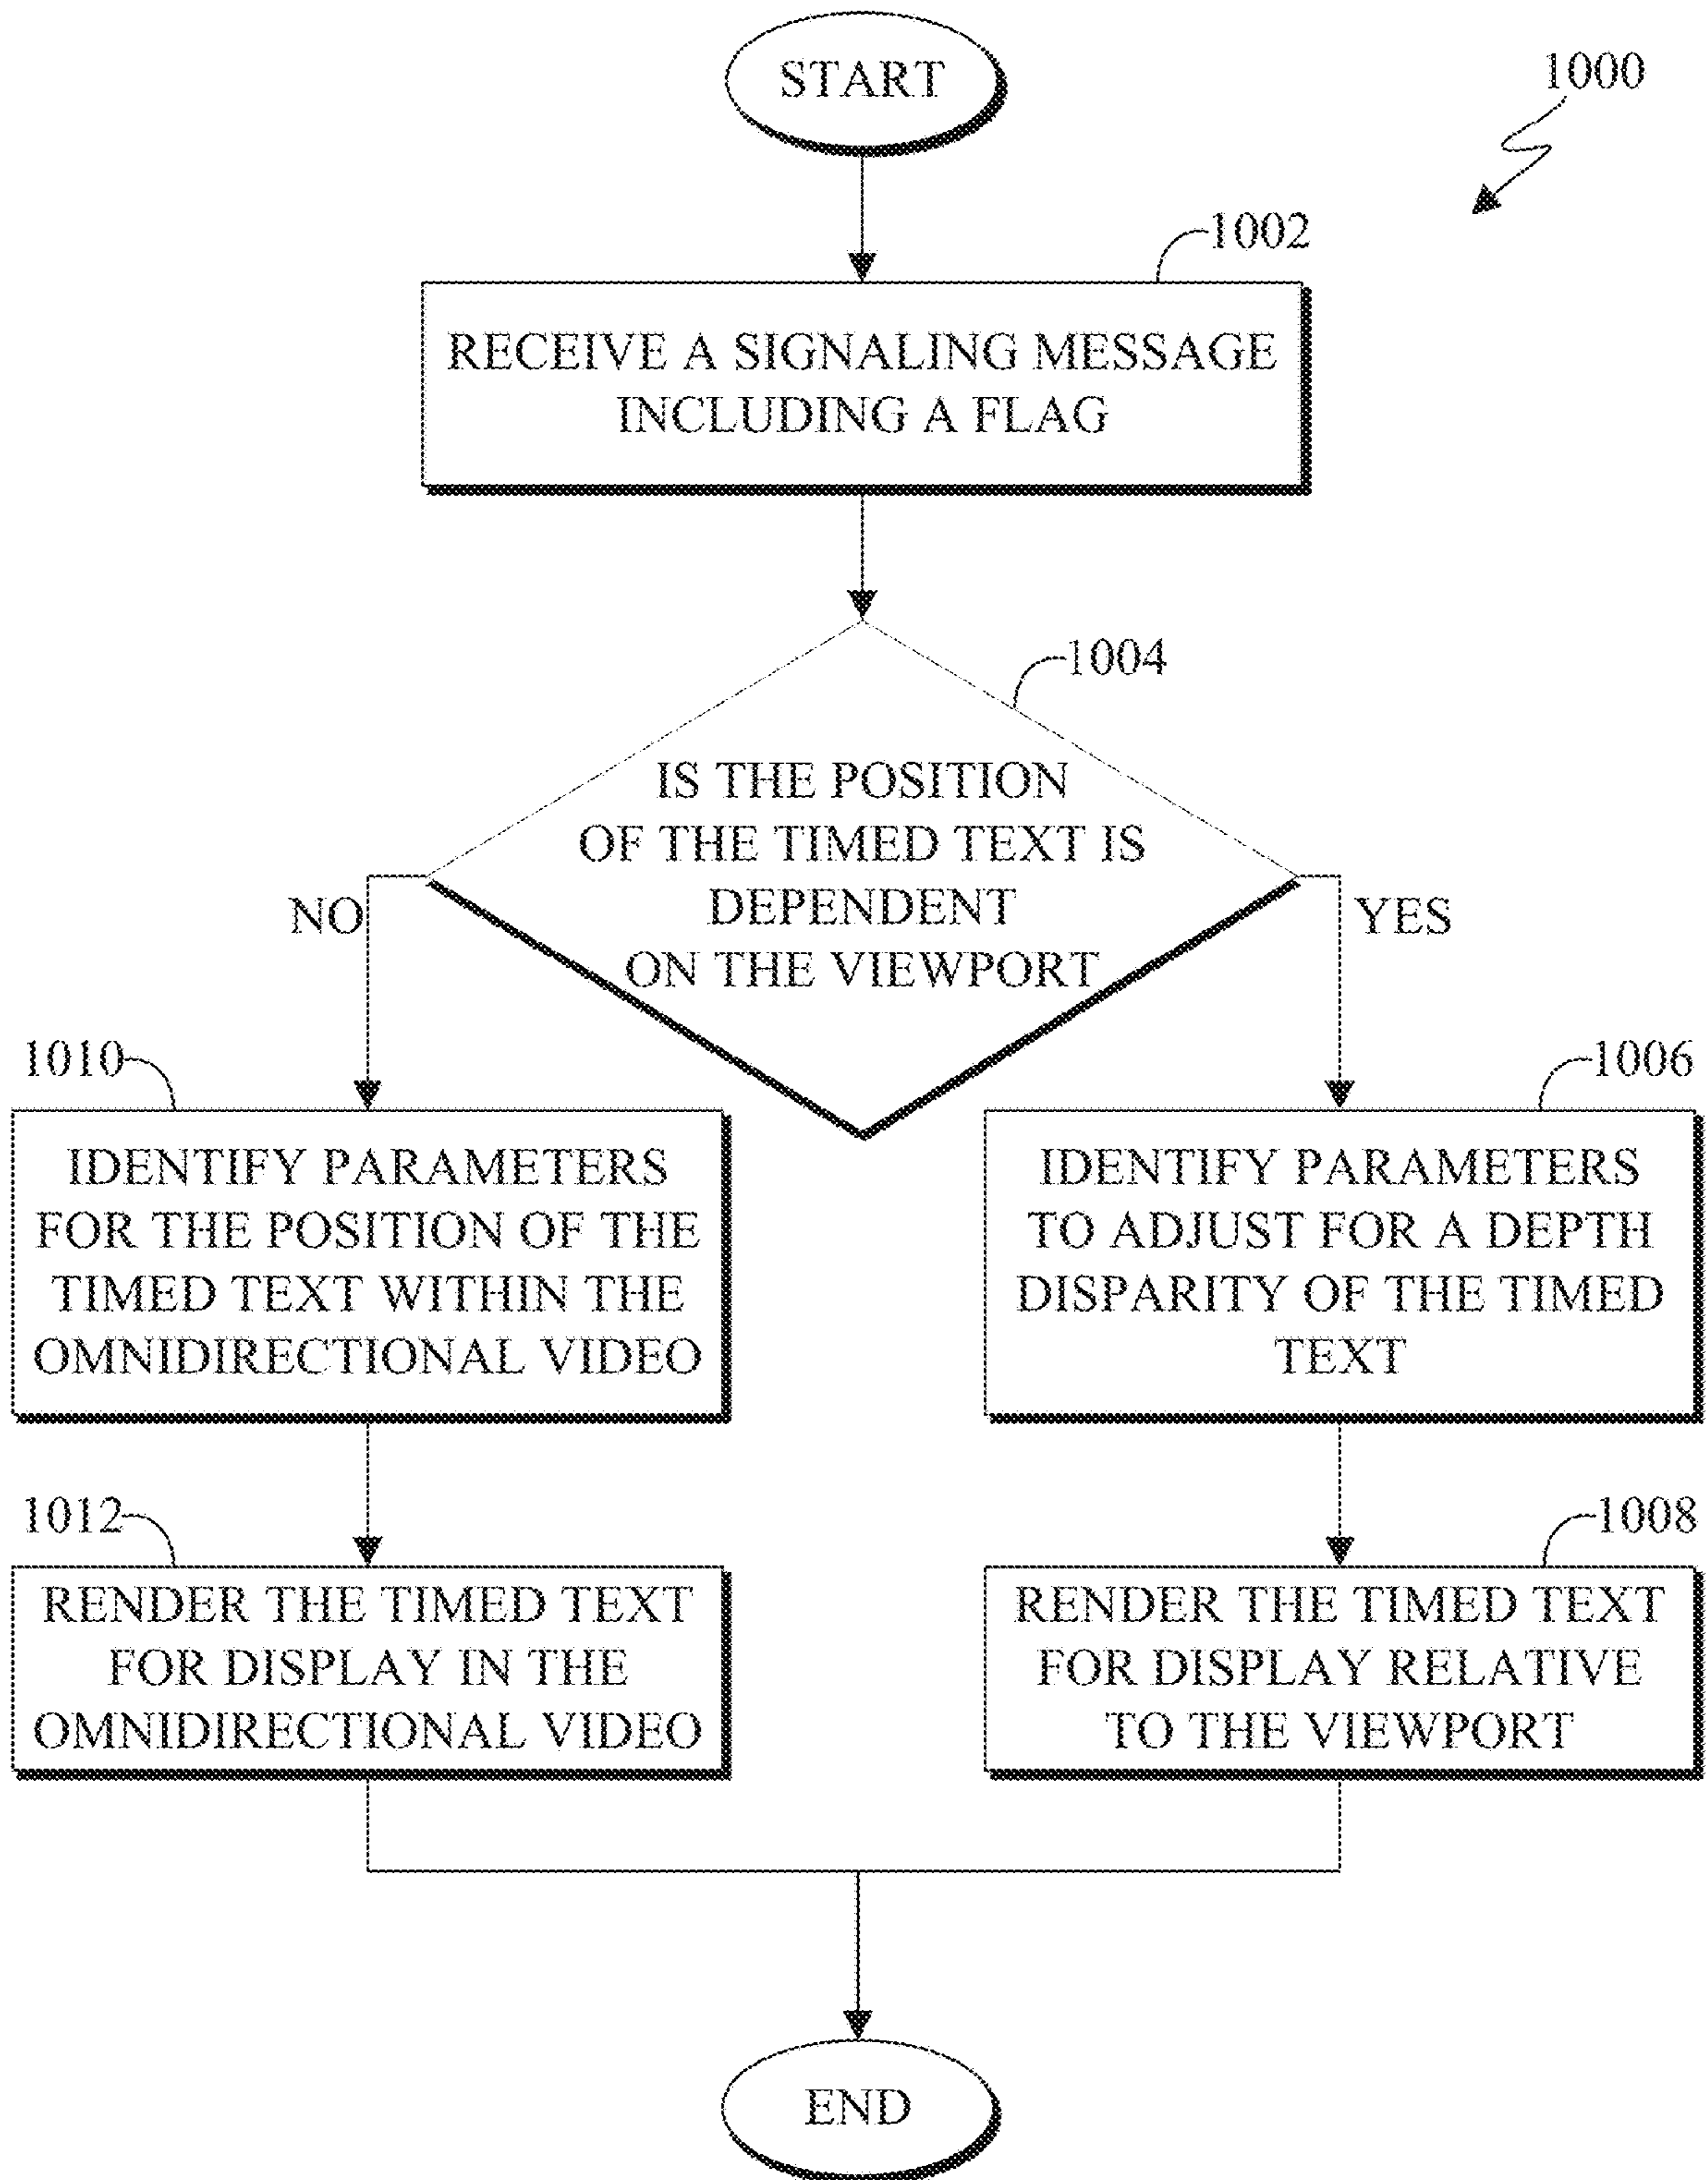 START
1000
1002
RECEIVE A SIGNALING MESSAGE
INCLUDING A FLAG
1004
IS THE POSITION
OF THE TIMED TEXT IS
DEPENDENT
ON THE VIEWPORT
NO
YES
1010
IDENTIFY PARAMETERS
FOR THE POSITION OF THE
TIMED TEXT WITHIN THE
OMNIDIRECTIONAL VIDEO
1006
IDENTIFY PARAMETERS
TO ADJUST FOR A DEPTH
DISPARITY OF THE TIMED
TEXT
1012
RENDER THE TIMED TEXT
FOR DISPLAY IN THE
OMNIDIRECTIONAL VIDEO
1008
RENDER THE TIMED TEXT
FOR DISPLAY RELATIVE
TO THE VIEWPORT
END